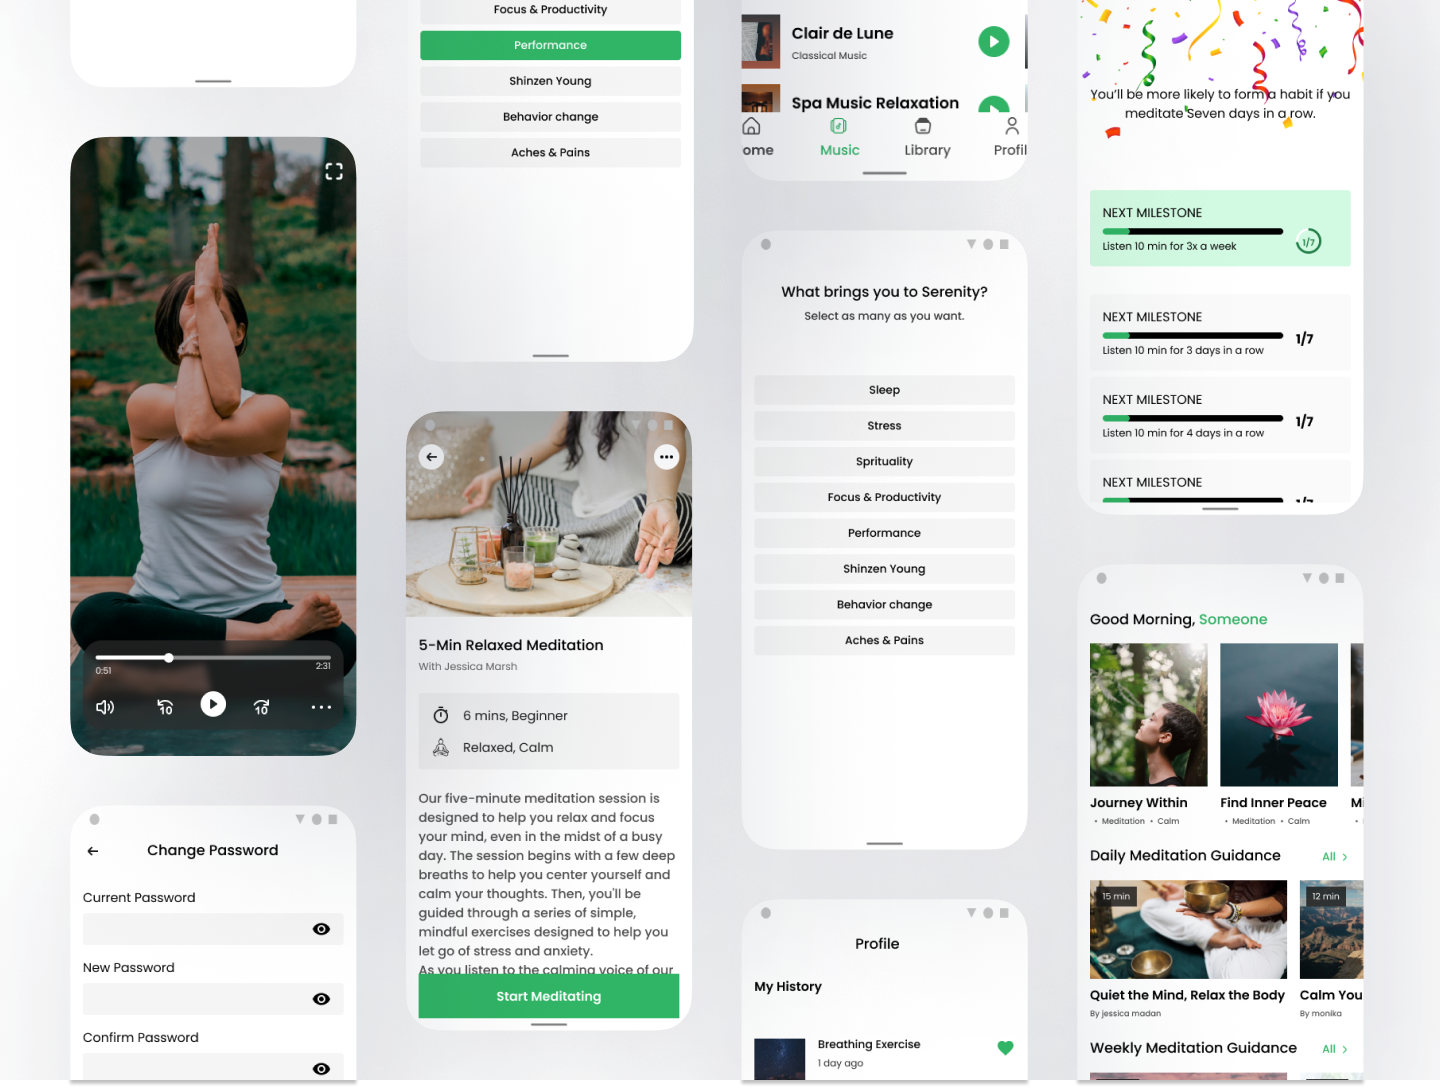 0:51
2:31
10
10
Change Password
Current Password
New Password
Confirm Password
Focus & Productivity
Performance
Shinzen Young
Behavior change
Aches & Pains
5-Min Relaxed Meditation
With Jessica Marsh
6 mins, Beginner
Relaxed, Calm
Our five-minute meditation session is
designed to help you relax and focus
your mind, even in the midst of a busy
day. The session begins with a few deep
breaths to help you center yourself and
calm your thoughts. Then, you'll be
guided through a series of simple,
mindful exercises designed to help you
let go of stress and anxiety.
As you listen to the calming voice of our
Start Meditating
Clair de Lune
Classical Music
Spa Music Relaxation
ome
Music
Library
Profil
What brings you to Serenity?
Select as many as you want.
Sleep
Stress
Sprituality
Focus & Productivity
Performance
Shinzen Young
Behavior change
Aches & Pains
Profile
My History
Breathing Exercise
1 day ago
You'll be more likely to form a habit if you
meditate Seven days in a row.
NEXT MILESTONE
Listen 10 min for 3x a week
1/7
NEXT MILESTONE
Listen 10 min for 3 days in a row
1/7
NEXT MILESTONE
Listen 10 min for 4 days in a row
1/7
NEXT MILESTONE
1/7
Good Morning, Someone
Journey Within
• Meditation • Calm
Find Inner Peace
• Meditation • Calm
Mi
Daily Meditation Guidance
All >
15 min
12 min
Quiet the Mind, Relax the Body
By jessica madan
Calm You
By monika
Weekly Meditation Guidance
All >